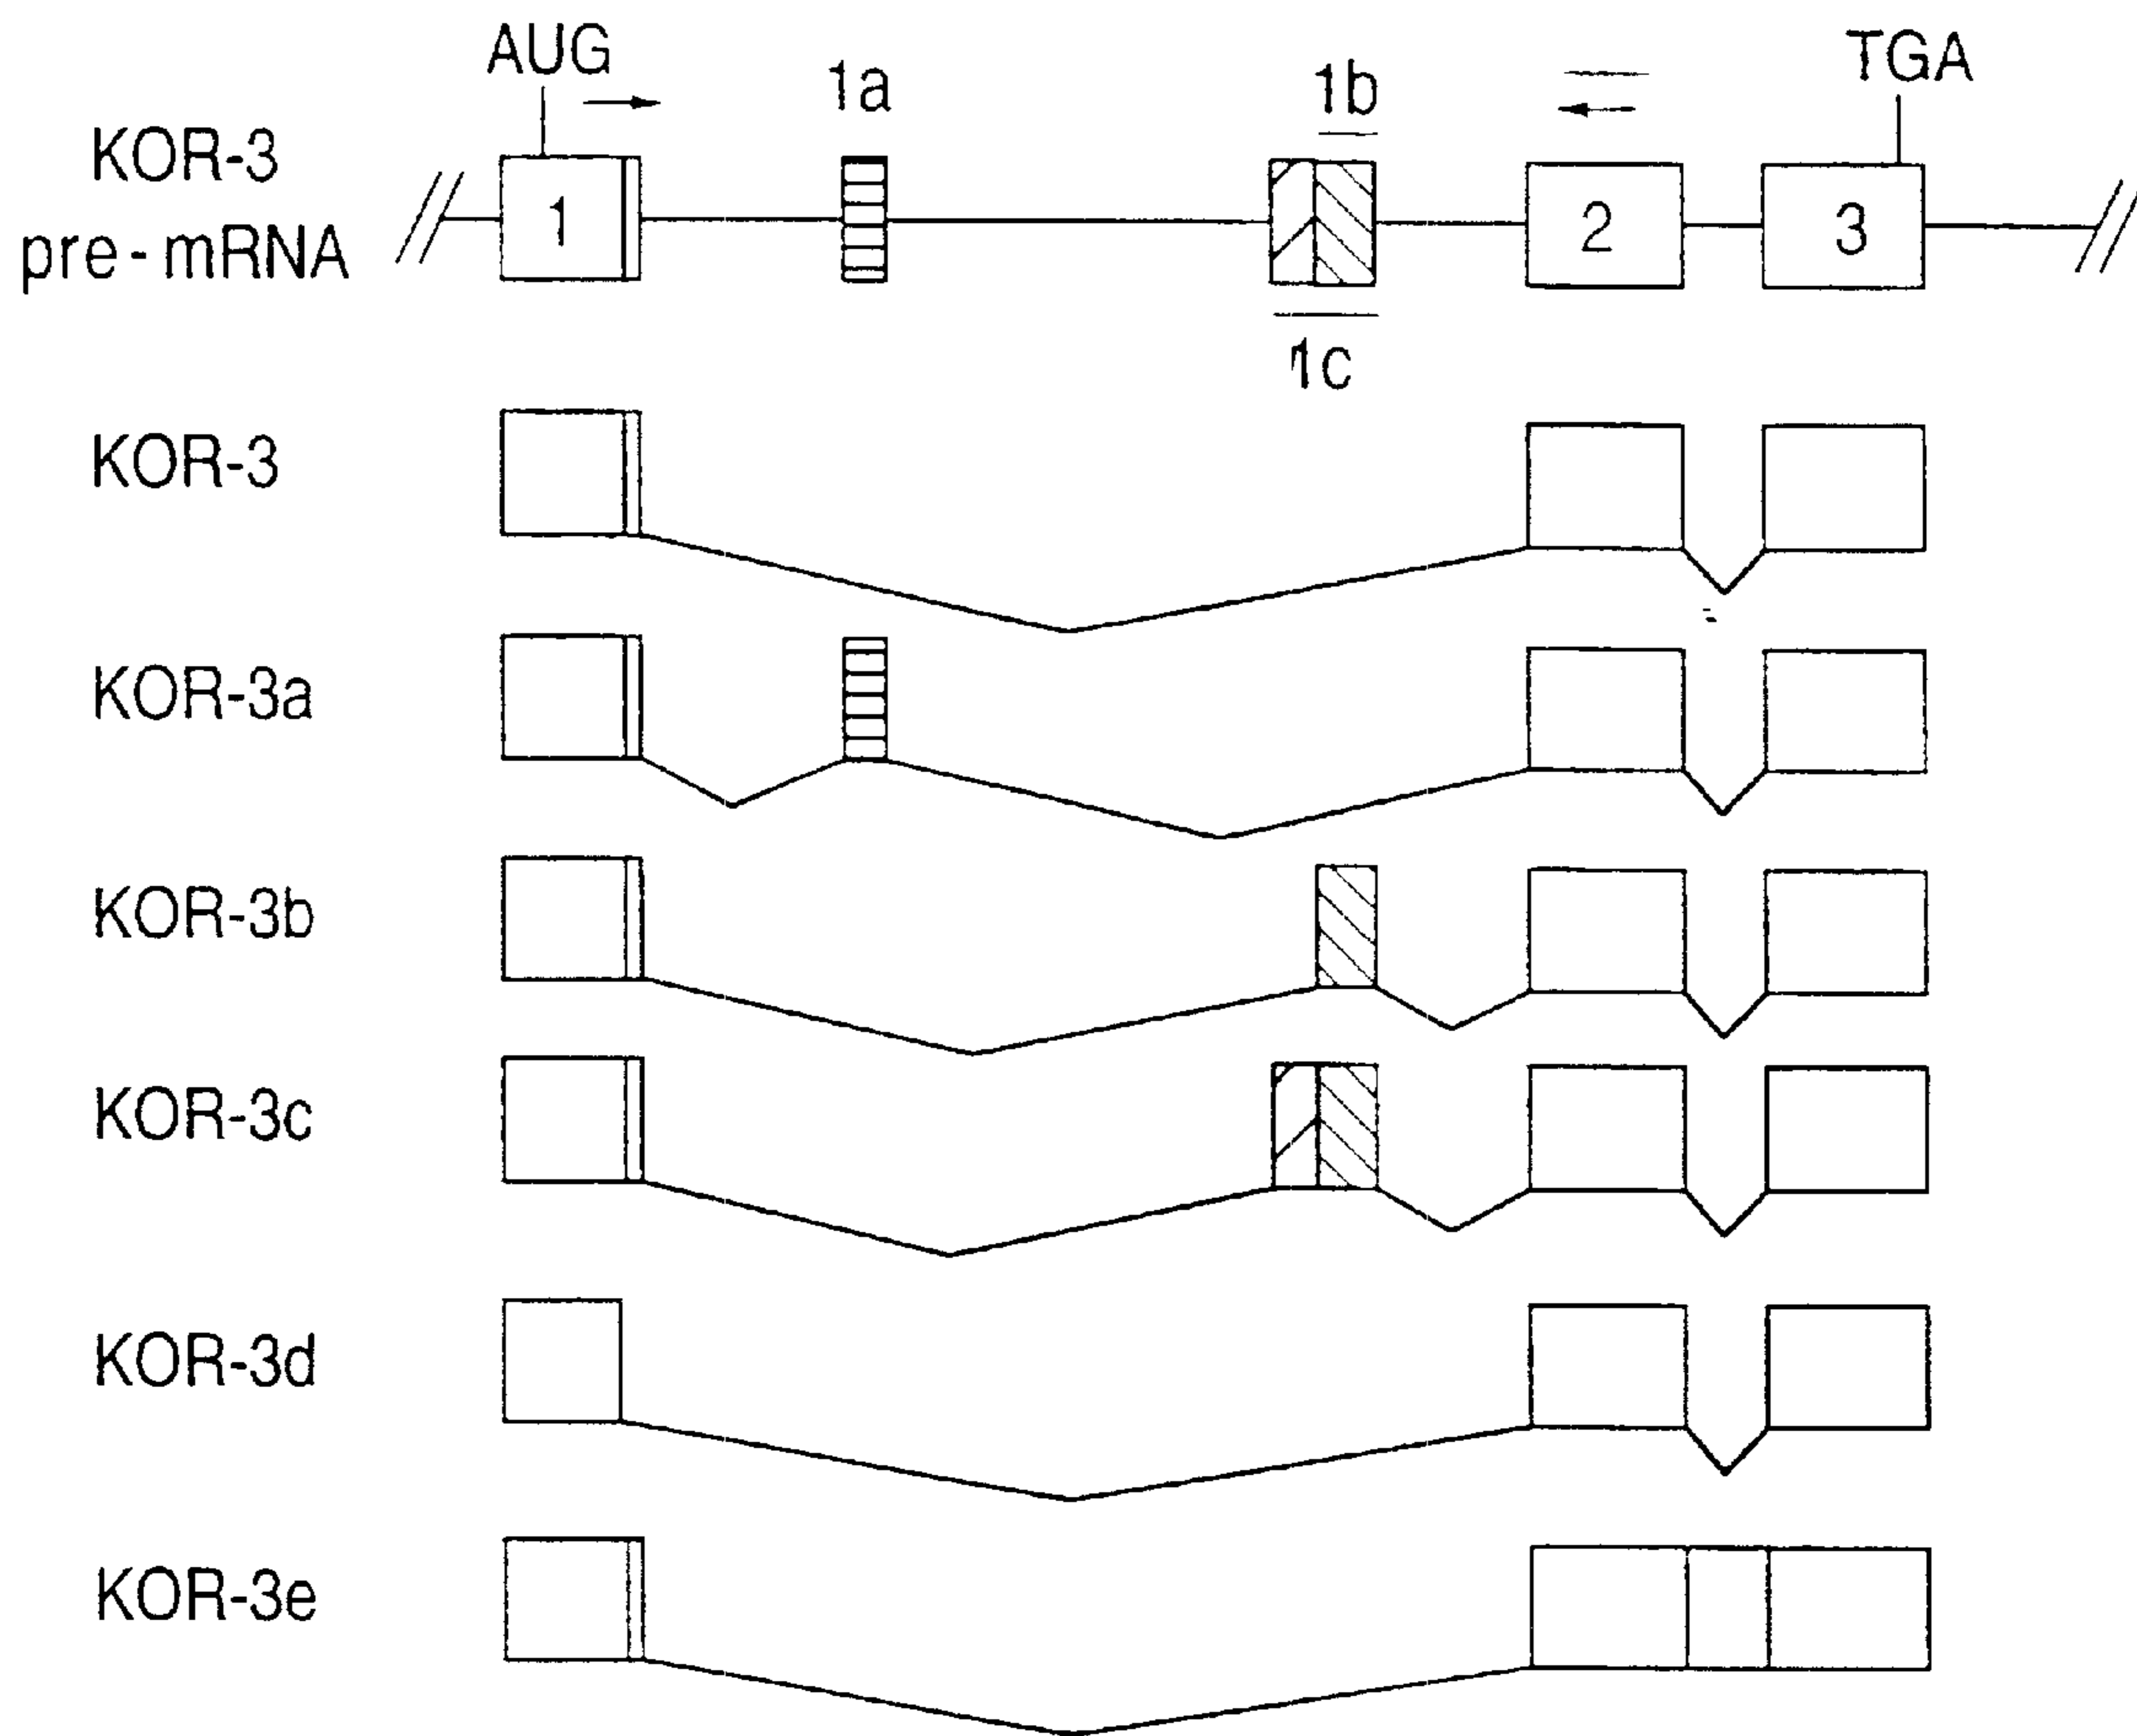 AUG
1a
1b
TGA
KOR-3
pre-mRNA
1
2
3
1c
KOR-3
KOR-3a
KOR-3b
KOR-3c
KOR-3d
KOR-3e